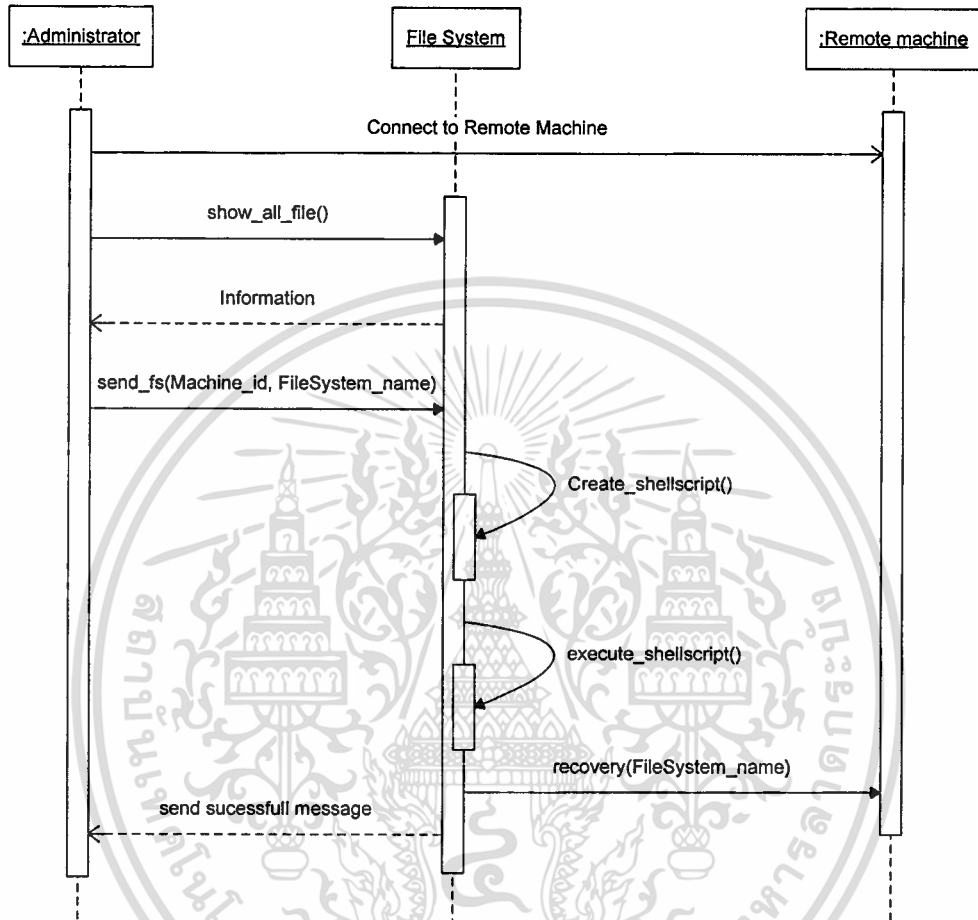 :Administrator
File System
:Remote machine
Connect to Remote Machine
show_all_file()
Information
send_fs(Machine_id, FileSystem_name)
Create_shellscript()
execute_shellscript()
recovery(FileSystem_name)
send sucessfull message